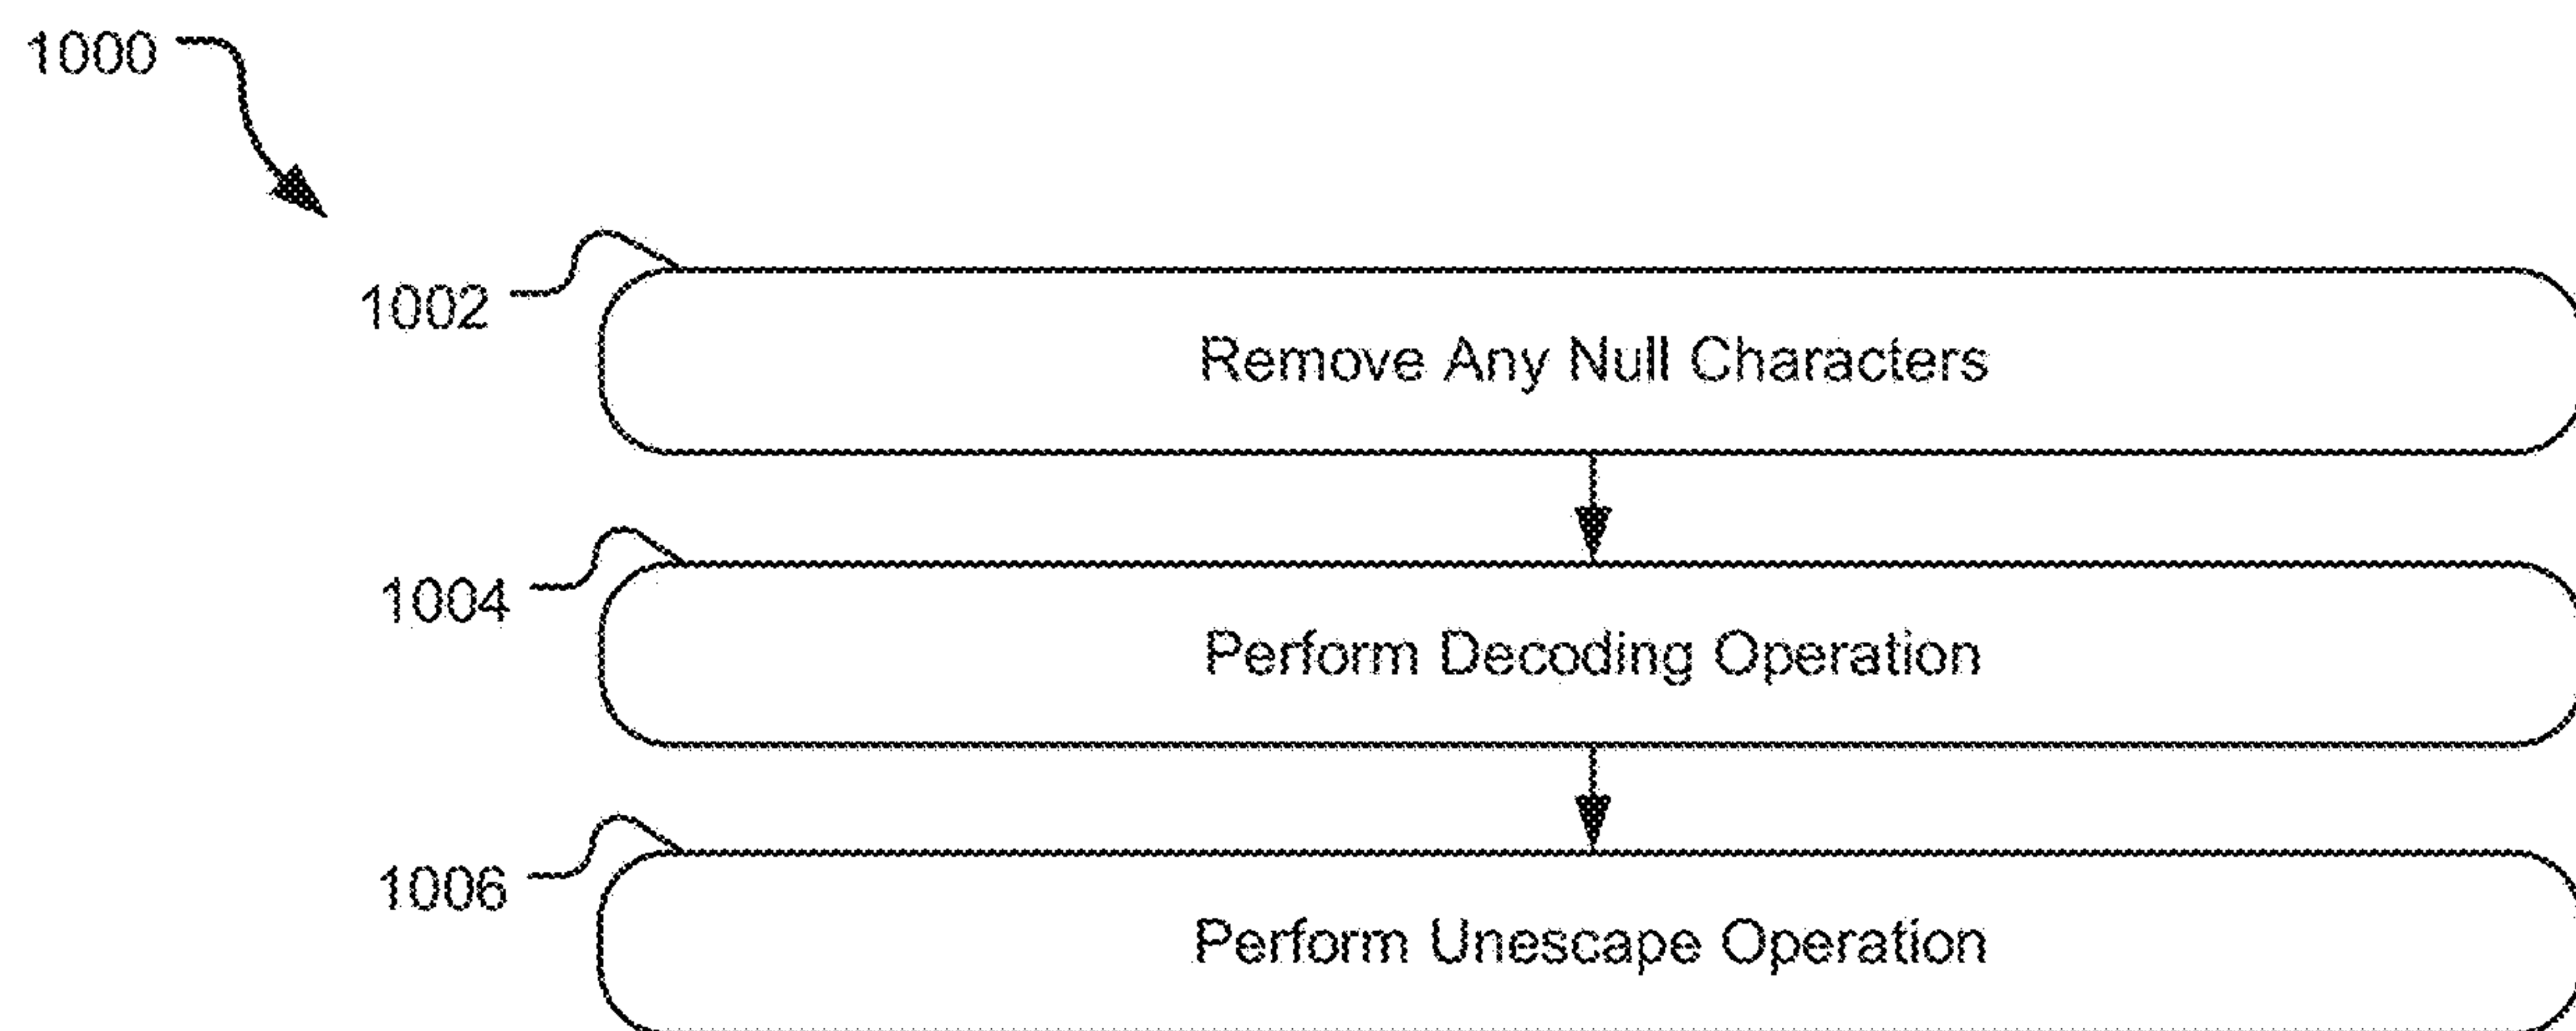 1000
1002
Remove Any Null Characters
1004
Perform Decoding Operation
1006
Perform Unescape Operation